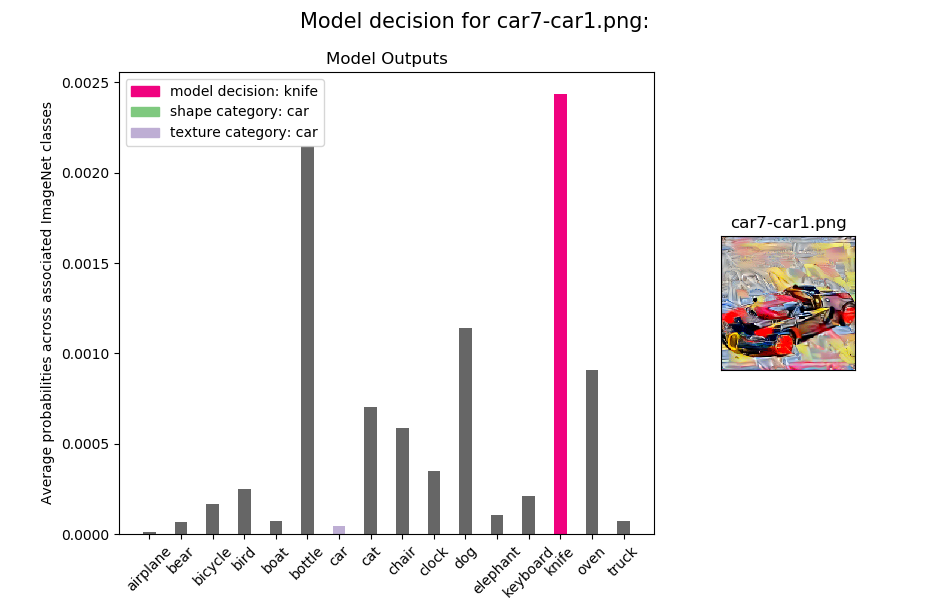 Model decision for car7-car1.png:
Model Outputs
Average probabilities across associated ImageNet classes
0.0025
0.0020
0.0015
0.0010
0.0005
0.0000
model decision: knife
shape category: car
texture category: car
airplane
bear
bicycle
bird
boat
bottle
car
cat
chair
clock
dog
elephant
keyboard
knife
oven
truck
car7-car1.png